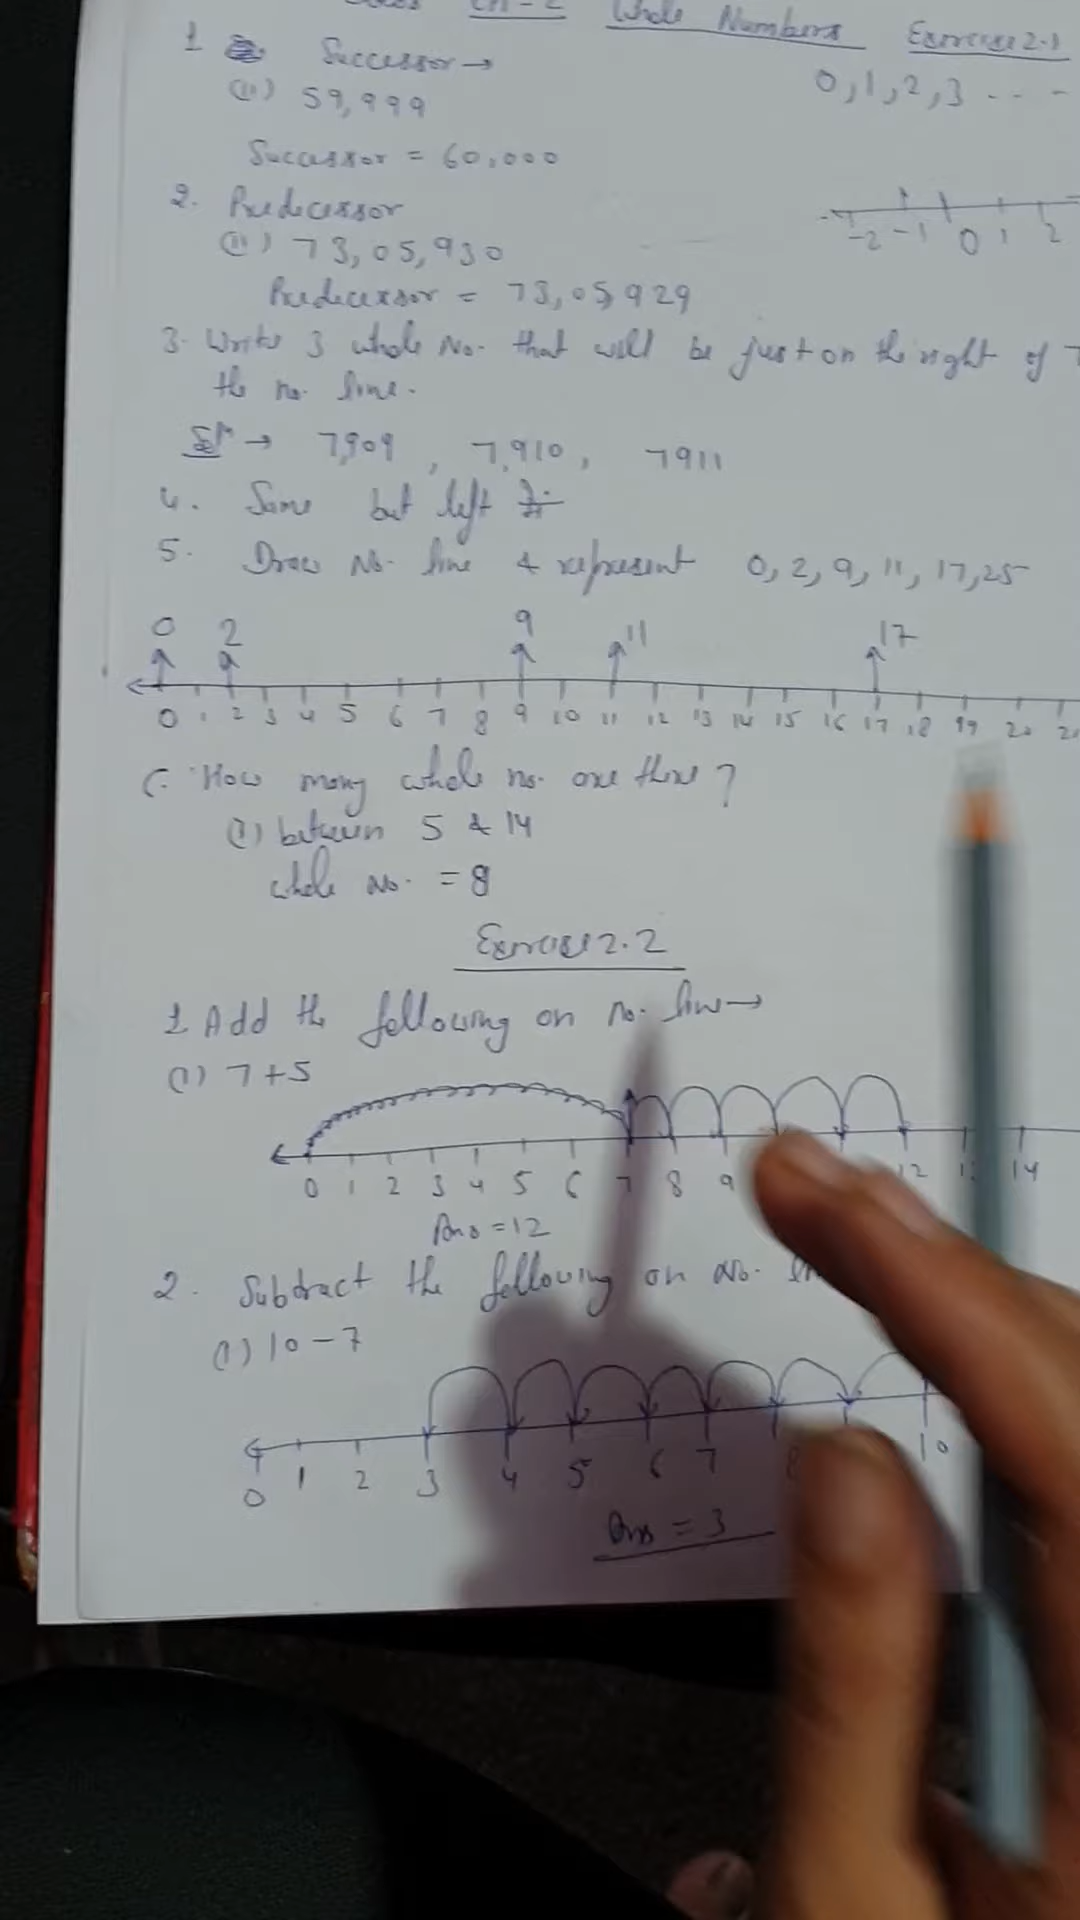 Ch-2 Whole Numbers Exercise 2.1
1 Successor →
0, 1, 2, 3 - - -
(ii) 59,999
Successor = 60,000
2. Predecessor
-2 -1 0 1 2
(ii) 73,05,930
Predecessor = 73,05,929
3. Write 3 whole No. that will be just on the right of
the no. line.
→ 7,909, 7,910, 7911
4. Same but left
5. Draw No. line & represent 0, 2, 9, 11, 17, 25
0 2 9 11 17
0 1 2 3 4 5 6 7 8 9 10 11 12 13 14 15 16 17 18 19 20
How many whole no. are there?
(i) between 5 & 14
whole No. = 8
Exercise 2.2
1 Add the following on no. line →
(i) 7+5
0 1 2 3 4 5 6 7 8 9 12 14
Ans = 12
2. Subtract the following on No.
(i) 10-7
0 1 2 3 4 5 6 7 8 10
Ans = 3